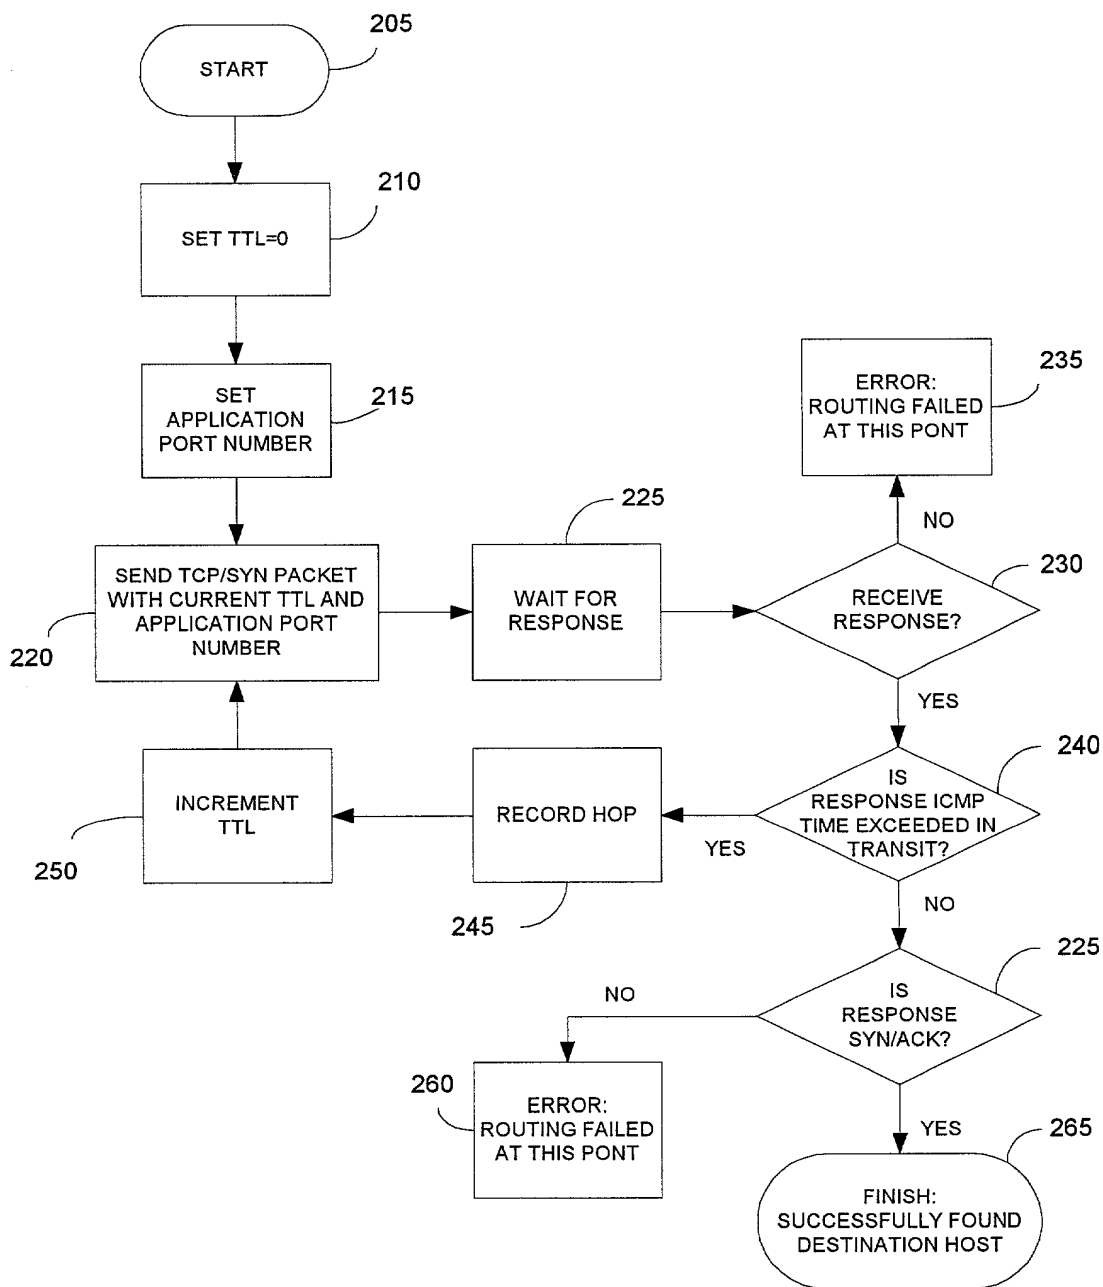 205
START
210
SET TTL=0
215
SET
APPLICATION
PORT NUMBER
235
ERROR:
ROUTING FAILED
AT THIS PONT
NO
220
SEND TCP/SYN PACKET
WITH CURRENT TTL AND
APPLICATION PORT
NUMBER
225
WAIT FOR
RESPONSE
230
RECEIVE
RESPONSE?
YES
240
IS
RESPONSE ICMP
TIME EXCEEDED IN
TRANSIT?
YES
RECORD HOP
245
INCREMENT
TTL
250
NO
225
IS
RESPONSE
SYN/ACK?
NO
260
ERROR:
ROUTING FAILED
AT THIS PONT
YES
265
FINISH:
SUCCESSFULLY FOUND
DESTINATION HOST